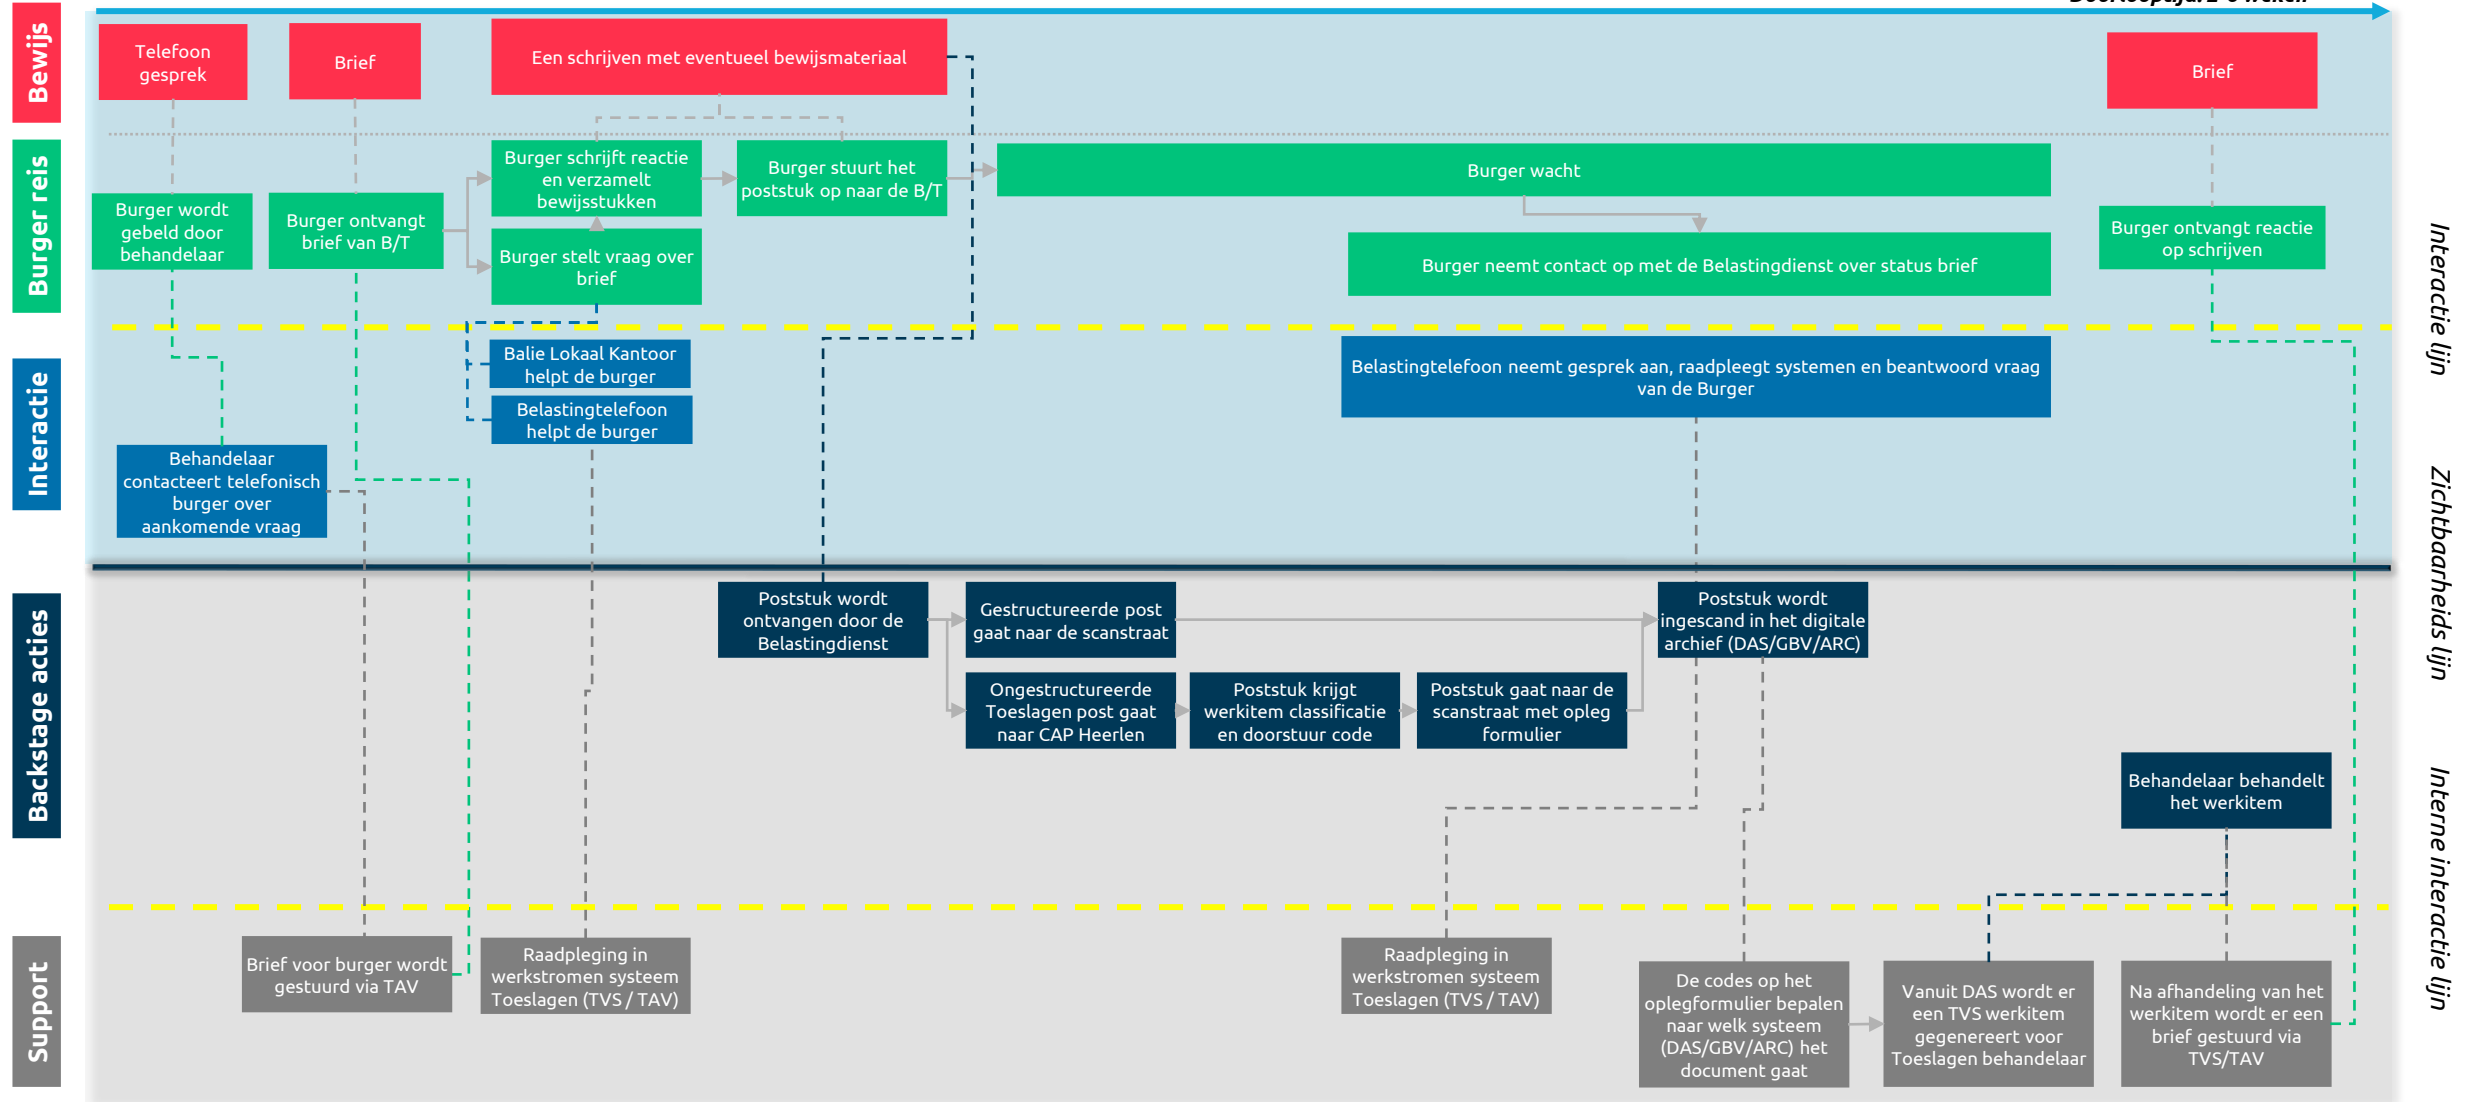 Bewijs
Telefoon
gesprek
Brief
Een schrijven met eventueel bewijsmateriaal
Brief
Burger reis
Burger wordt
gebeld door
behandelaar
Burger ontvangt
brief van B/T
Burger schrijft reactie
en verzamelt
bewijsstukken
Burger stelt vraag over
brief
Burger stuurt het
poststuk op naar de B/T
Burger wacht
Burger neemt contact op met de Belastingdienst over status brief
Burger ontvangt reactie
op schrijven
Interactie lijn
Interactie
Behandelaar
contacteert telefonisch
burger over
aankomende vraag
Balie Lokaal Kantoor
helpt de burger
Belastingtelefoon
helpt de burger
Belastingtelefoon neemt gesprek aan, raadpleegt systemen en beantwoord vraag
van de Burger
Zichtbaarheids lijn
Backstage acties
Poststuk wordt
ontvangen door de
Belastingdienst
Gestructureerde post
gaat naar de scanstraat
Ongestructureerde
Toeslagen post gaat
naar CAP Heerlen
Poststuk krijgt
werkitem classificatie
en doorstuur code
Poststuk gaat naar de
scanstraat met opleg
formulier
Poststuk wordt
ingescand in het digitale
archief (DAS/GBV/ARC)
Behandelaar behandelt
het werkitem
Interne interactie lijn
Support
Brief voor burger wordt
gestuurd via TAV
Raadpleging in
werkstromen systeem
Toeslagen (TVS / TAV)
Raadpleging in
werkstromen systeem
Toeslagen (TVS / TAV)
De codes op het
oplegformulier bepalen
naar welk systeem
(DAS/GBV/ARC) het
document gaat
Vanuit DAS wordt er
een TVS werkitem
gegenereert voor
Toeslagen behandelaar
Na afhandeling van het
werkitem wordt er een
brief gestuurd via
TVS/TAV